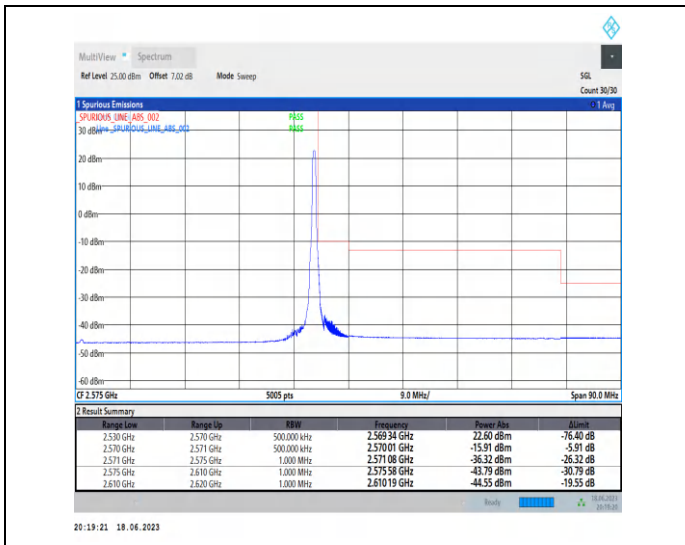 MultiView Spectrum
Ref Level 25.00 dBm Offset 7.02 dB Mode Sweep SGL
Count 30/30
1 Spurious Emissions 1 Avg
_SPURIOUS_LINE_ABS_002 PASS
30 dBm Line _SPURIOUS_LINE_ABS_002 PASS
20 dBm
10 dBm
0 dBm
-10 dBm
-20 dBm
-30 dBm
-40 dBm
-50 dBm
-60 dBm
CF 2.575 GHz 5005 pts 9.0 MHz/ Span 90.0 MHz
2 Result Summary
Range Low Range Up RBW Frequency Power Abs ΔLimit
2.530 GHz 2.570 GHz 500.000 kHz 2.569 34 GHz 22.60 dBm -76.40 dB
2.570 GHz 2.571 GHz 500.000 kHz 2.570 01 GHz -15.91 dBm -5.91 dB
2.571 GHz 2.575 GHz 1.000 MHz 2.571 08 GHz -36.32 dBm -26.32 dB
2.575 GHz 2.610 GHz 1.000 MHz 2.575 58 GHz -43.79 dBm -30.79 dB
2.610 GHz 2.620 GHz 1.000 MHz 2.610 19 GHz -44.55 dBm -19.55 dB
Ready 18.06.2023
20:19:20
20:19:21 18.06.2023